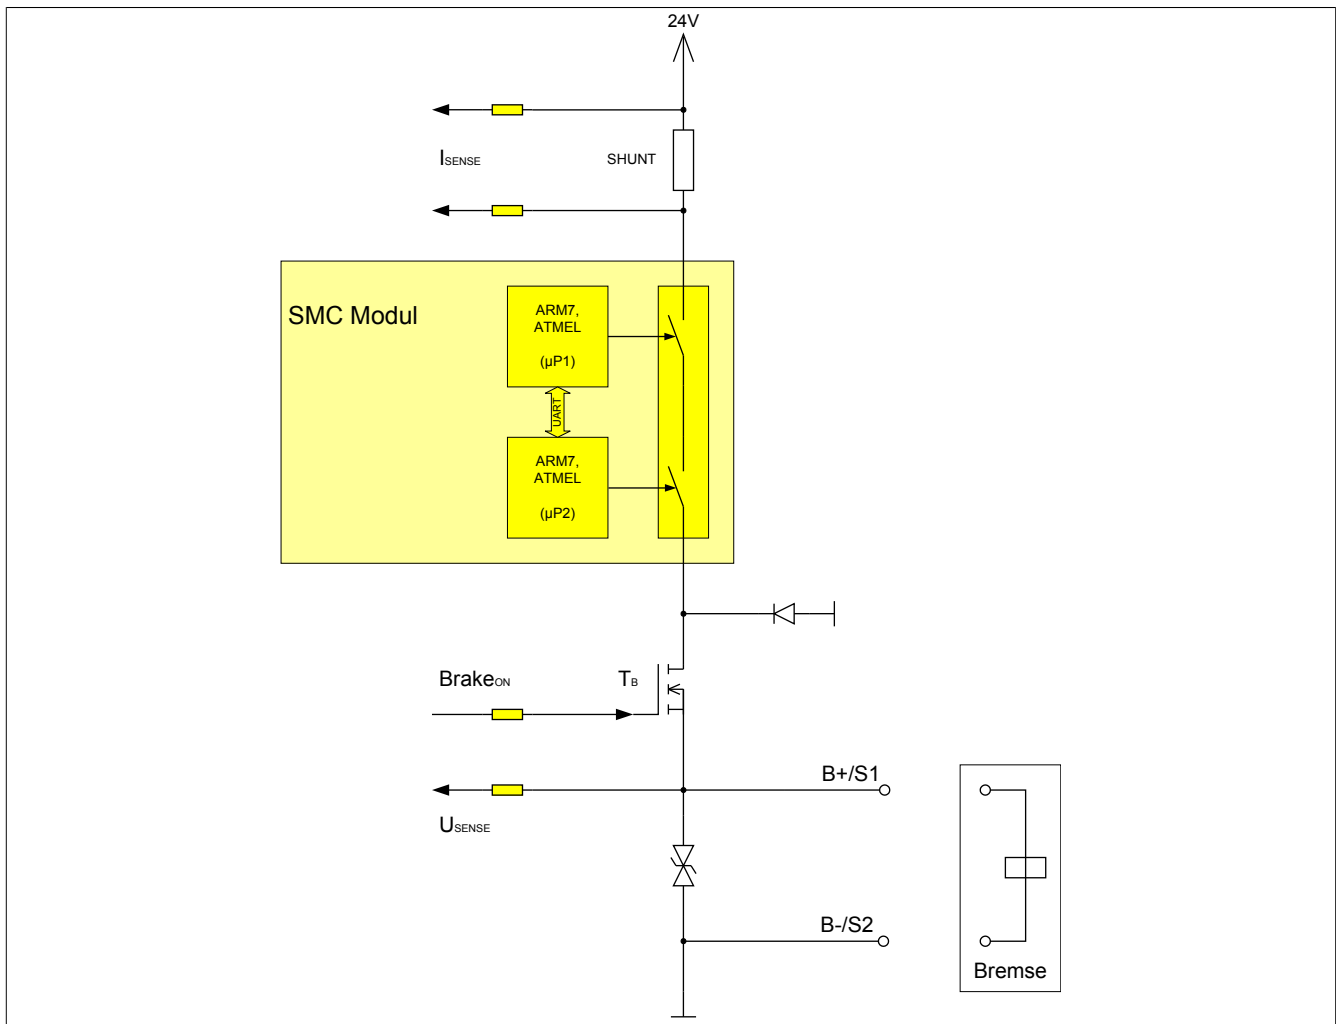 24V
ISENSE
SHUNT
SMC Modul
ARM7,
ATMEL
(µP1)
UART
ARM7,
ATMEL
(µP2)
BrakeON
TB
B+/S1
USENSE
B-/S2
Bremse